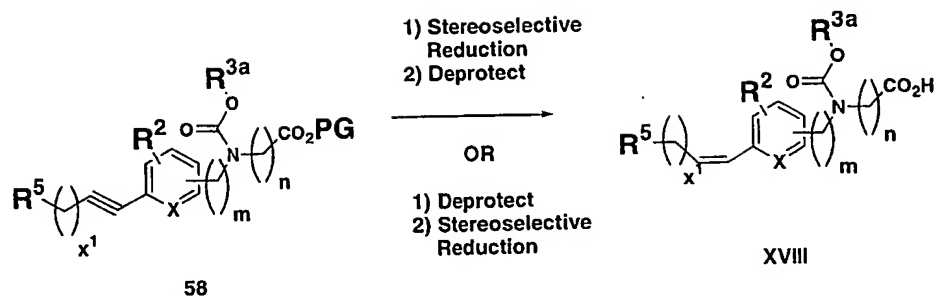 1) Stereoselective
Reduction
2) Deprotect
OR
1) Deprotect
2) Stereoselective
Reduction
R3a
O
O
N
R2
CO2PG
n
m
X
R5
x1
58
R3a
O
O
N
R2
CO2H
n
m
X
R5
x1
XVIII